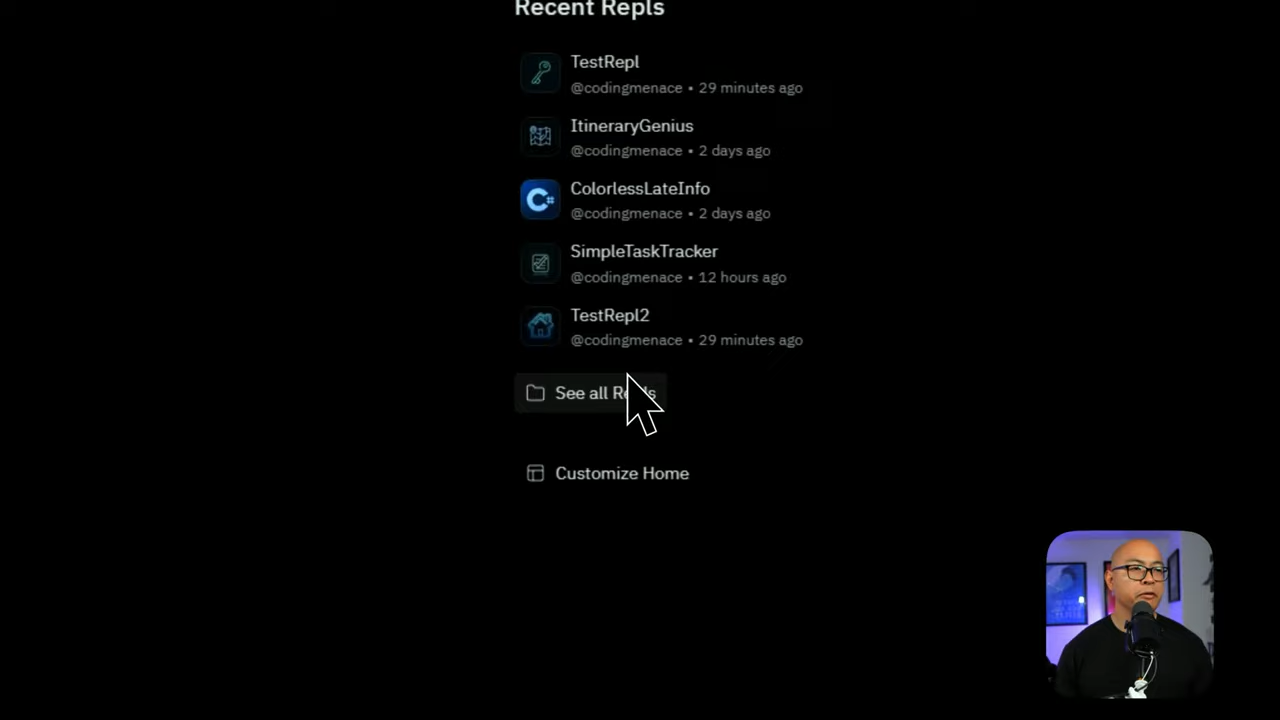 Recent Repls
TestRepl
@codingmenace • 29 minutes ago
ItineraryGenius
@codingmenace • 2 days ago
ColorlessLateInfo
@codingmenace • 2 days ago
SimpleTaskTracker
@codingmenace • 12 hours ago
TestRepl2
@codingmenace • 29 minutes ago
See all Repls
Customize Home